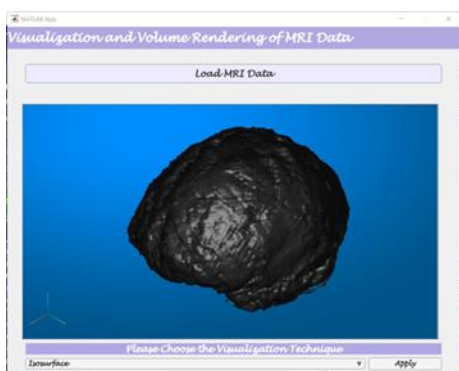 MATLAB App
Visualization and Volume Rendering of MRI Data
Load MRI Data
Please Choose the Visualization Technique
Isosurface
Apply